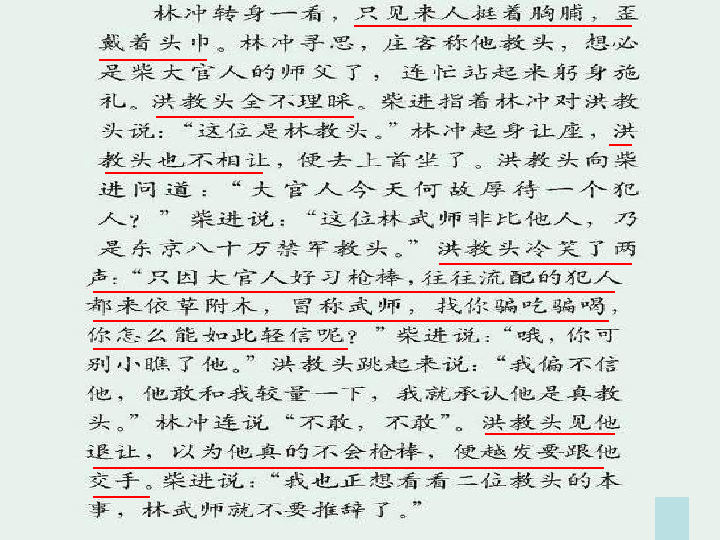 林冲转身一看，只见来人挺着胸脯，歪
戴着头巾。林冲寻思，庄客称他教头，想必
是柴大官人的师父了，连忙站起来躬身施
礼。洪教头全不理睬。柴进指着林冲对洪教
头说：“这位是林教头。”林冲起身让座，洪
教头也不相让，便去上首坐了。洪教头向柴
进问道：“大官人今天何故厚待一个犯
人？”柴进说：“这位林武师非比他人，乃
是东京八十万禁军教头。”洪教头冷笑了两
声：“只因大官人好习枪棒，往往流配的犯人
都来依草附木，冒称武师，找你骗吃骗喝，
你怎么能如此轻信呢？”柴进说：“哦，你可
别小瞧了他。”洪教头跳起来说：“我偏不信
他，他敢和我较量一下，我就承认他是真教
头。”林冲连说“不敢，不敢”。洪教头见他
退让，以为他真的不会枪棒，便越发要跟他
交手。柴进说：“我也正想看看二位教头的本
事，林武师就不要推辞了。”